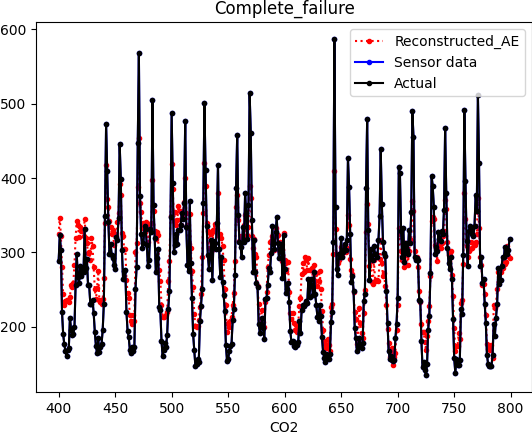 Complete_failure
600
500
400
300
200
Reconstructed_AE
Sensor data
Actual
400 450 500 550 600 650 700 750 800
CO2